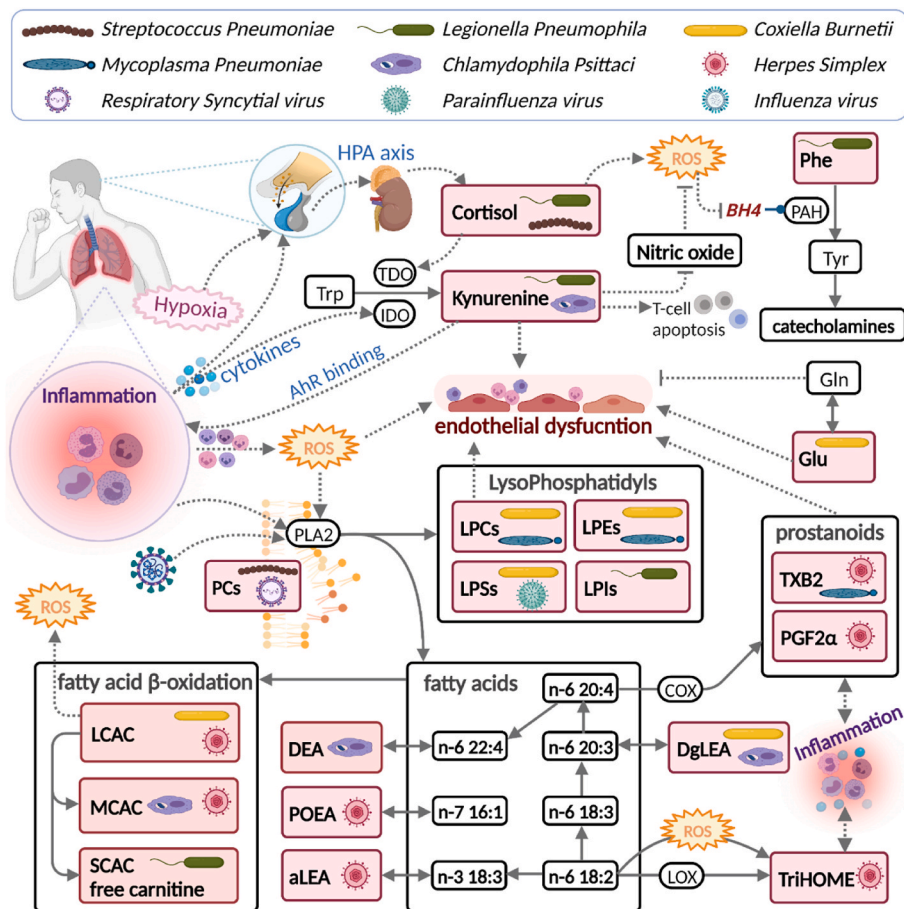 Streptococcus Pneumoniae
Legionella Pneumophila
Coxiella Burnetii
Mycoplasma Pneumoniae
Chlamydophila Psittaci
Herpes Simplex
Respiratory Syncytial virus
Parainfluenza virus
Influenza virus
HPA axis
ROS
Phe
Cortisol
BH4
PAH
Nitric oxide
Tyr
TDO
Trp
Kynurenine
IDO
T-cell
apoptosis
catecholamines
Hypoxia
cytokines
AhR binding
Inflammation
Gln
endothelial dysfucntion
ROS
Glu
LysoPhosphatidyls
PLA2
LPCs
LPEs
prostanoids
PCs
LPSs
LPIs
TXB2
ROS
PGF2α
fatty acid β-oxidation
fatty acids
n-6 20:4
COX
LCAC
DEA
n-6 22:4
n-6 20:3
DgLEA
Inflammation
MCAC
POEA
n-7 16:1
n-6 18:3
ROS
SCAC
free carnitine
aLEA
n-3 18:3
n-6 18:2
LOX
TriHOME